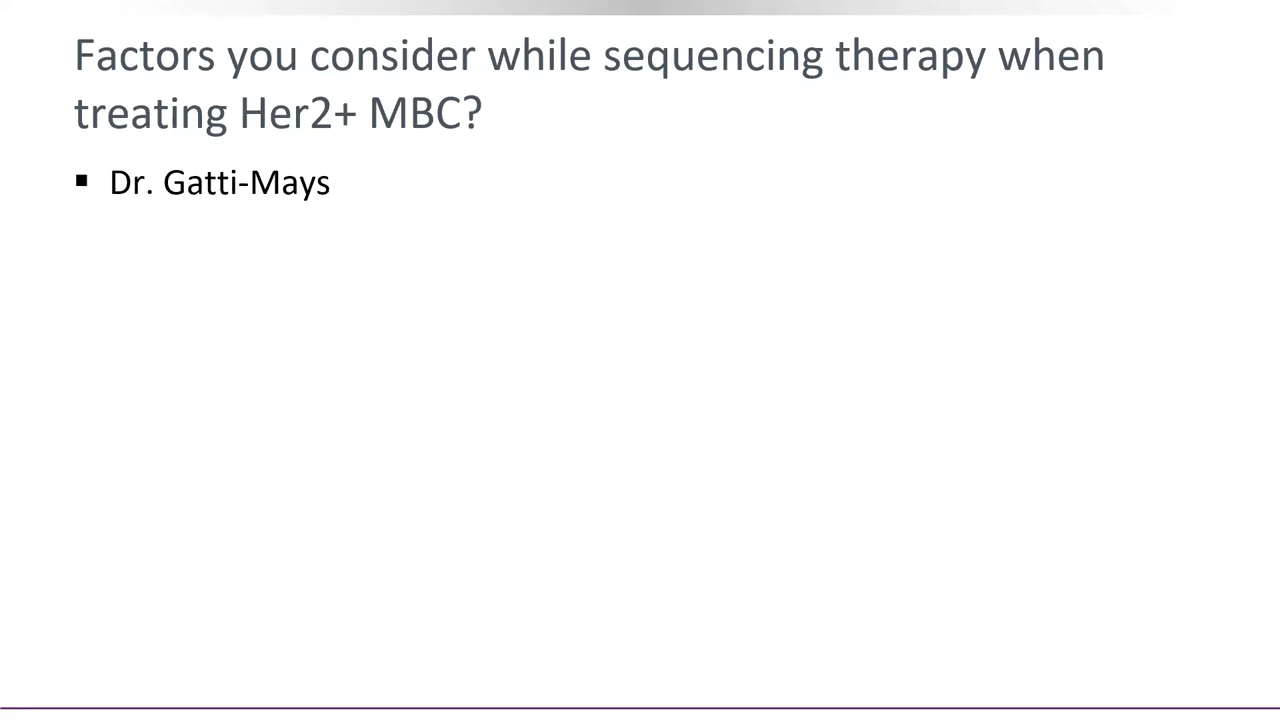 Factors you consider while sequencing therapy when
treating Her2+ MBC?
▪ Dr. Gatti-Mays